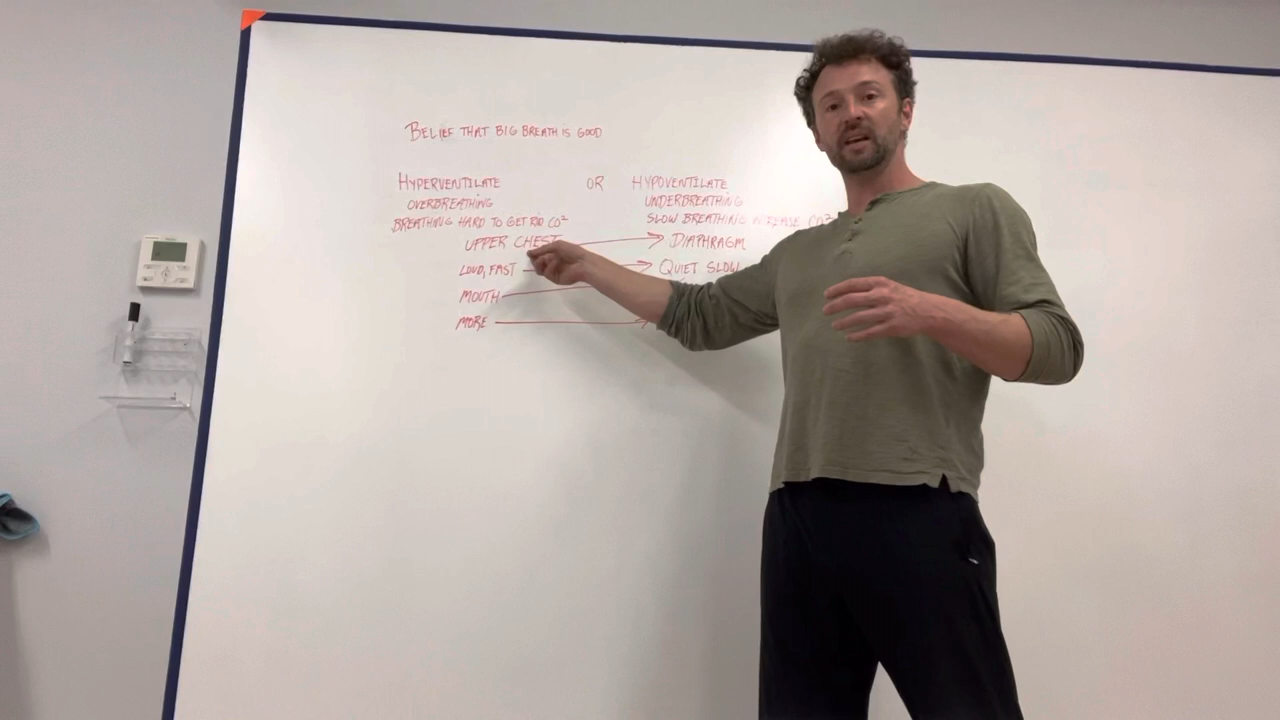 BELIEF THAT BIG BREATH IS GOOD
HYPERVENTILATE OR HYPOVENTILATE
OVERBREATHING UNDERBREATHING
BREATHING HARD TO GET RID CO² SLOW BREATHING CO²
UPPER CHEST DIAPHRAGM
LOUD, FAST QUIET SLOW
MOUTH
MORE